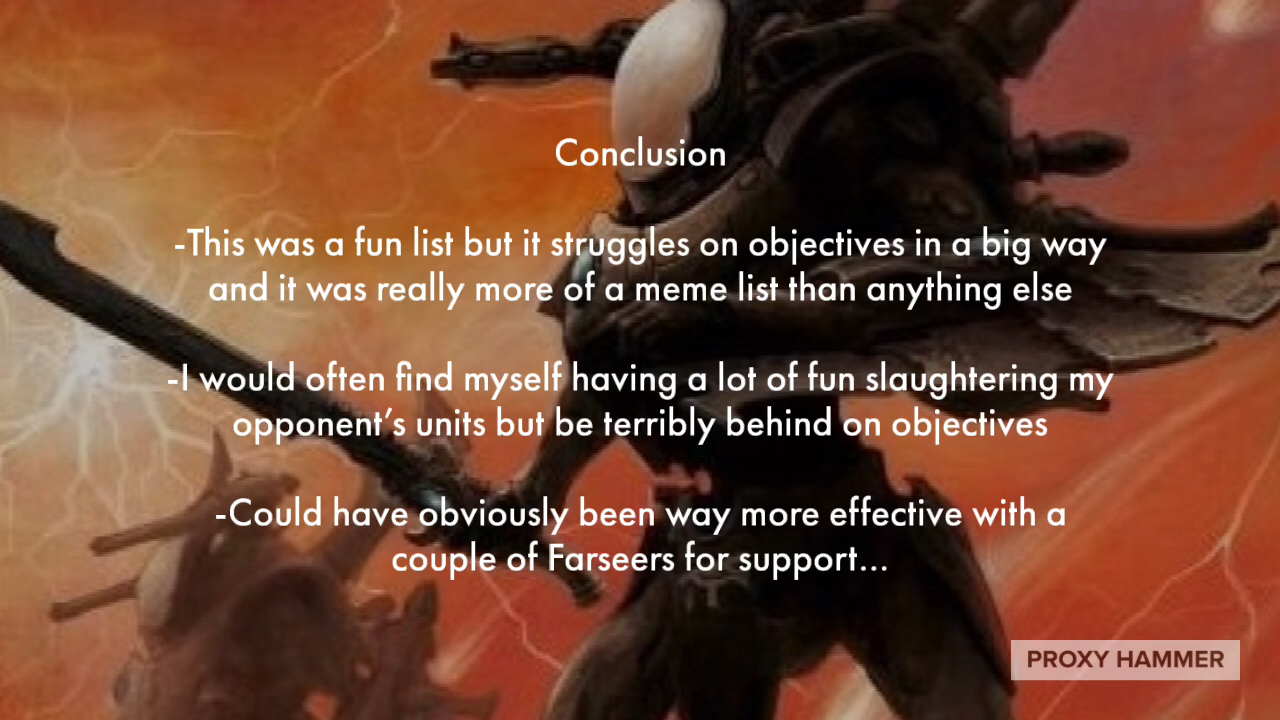 Conclusion
-This was a fun list but it struggles on objectives in a big way
and it was really more of a meme list than anything else
-I would often find myself having a lot of fun slaughtering my
opponent’s units but be terribly behind on objectives
-Could have obviously been way more effective with a
couple of Farseers for support...
PROXY HAMMER